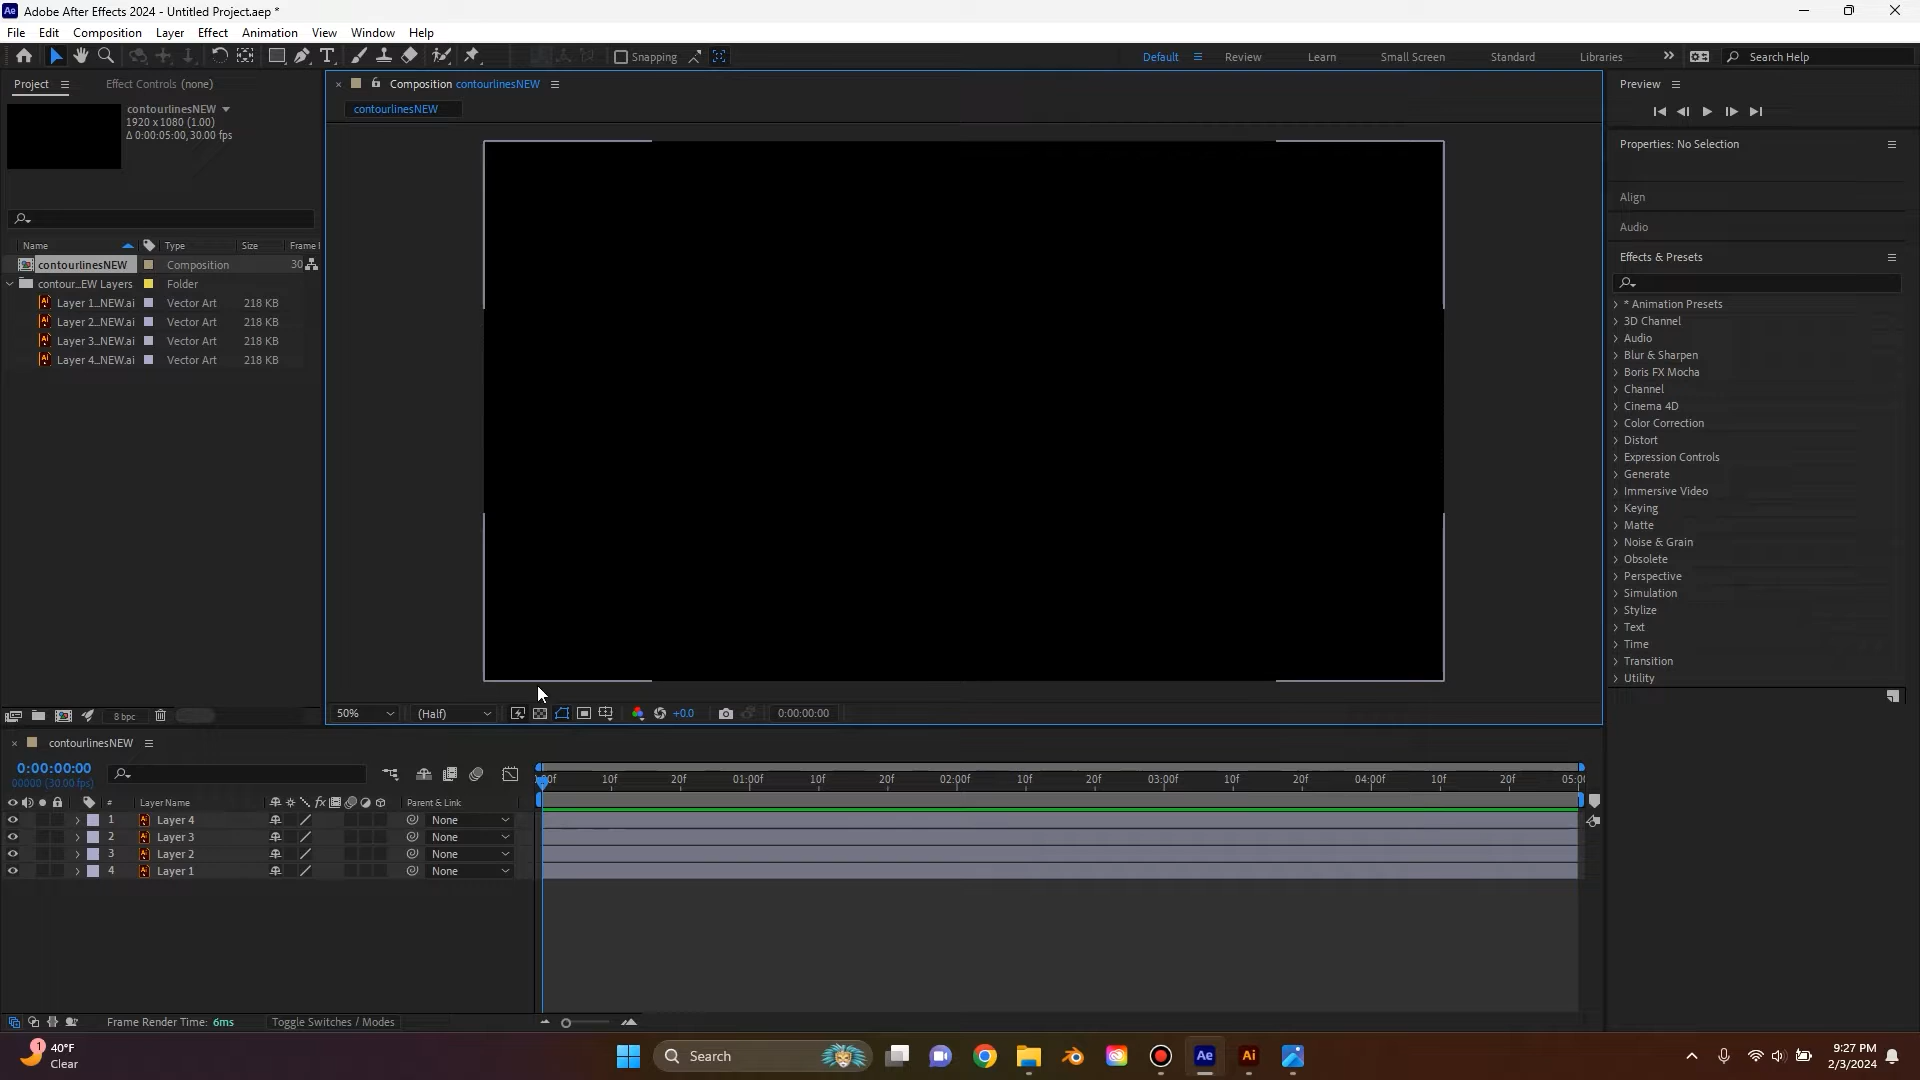 Ae Adobe After Effects 2024 - Untitled Project.aep *
File Edit Composition Layer Effect Animation View Window Help
Snapping Default Review Learn Small Screen Standard Libraries Search Help
Project Effect Controls (none)
contourlinesNEW
1920 x 1080 (1.00)
Δ 0:00:05:00, 30.00 fps
Name Type Size Frame
contourlinesNEW Composition 30
contour...EW Layers Folder
Layer 1...NEW.ai Vector Art 218 KB
Layer 2...NEW.ai Vector Art 218 KB
Layer 3...NEW.ai Vector Art 218 KB
Layer 4...NEW.ai Vector Art 218 KB
8 bpc
Composition contourlinesNEW
contourlinesNEW
50% (Half) +0.0 0:00:00:00
Preview
Properties: No Selection
Align
Audio
Effects & Presets
* Animation Presets
3D Channel
Audio
Blur & Sharpen
Boris FX Mocha
Channel
Cinema 4D
Color Correction
Distort
Expression Controls
Generate
Immersive Video
Keying
Matte
Noise & Grain
Obsolete
Perspective
Simulation
Stylize
Text
Time
Transition
Utility
contourlinesNEW
0:00:00:00
00000 (30.00 fps)
10f 20f 01:00f 10f 20f 02:00f 10f 20f 03:00f 10f 20f 04:00f 10f 20f 05:00
# Layer Name fx Parent & Link
1 Layer 4 None
2 Layer 3 None
3 Layer 2 None
4 Layer 1 None
Frame Render Time: 6ms Toggle Switches / Modes
1 40°F
Clear
Search
Ae Ai
9:27 PM
2/3/2024